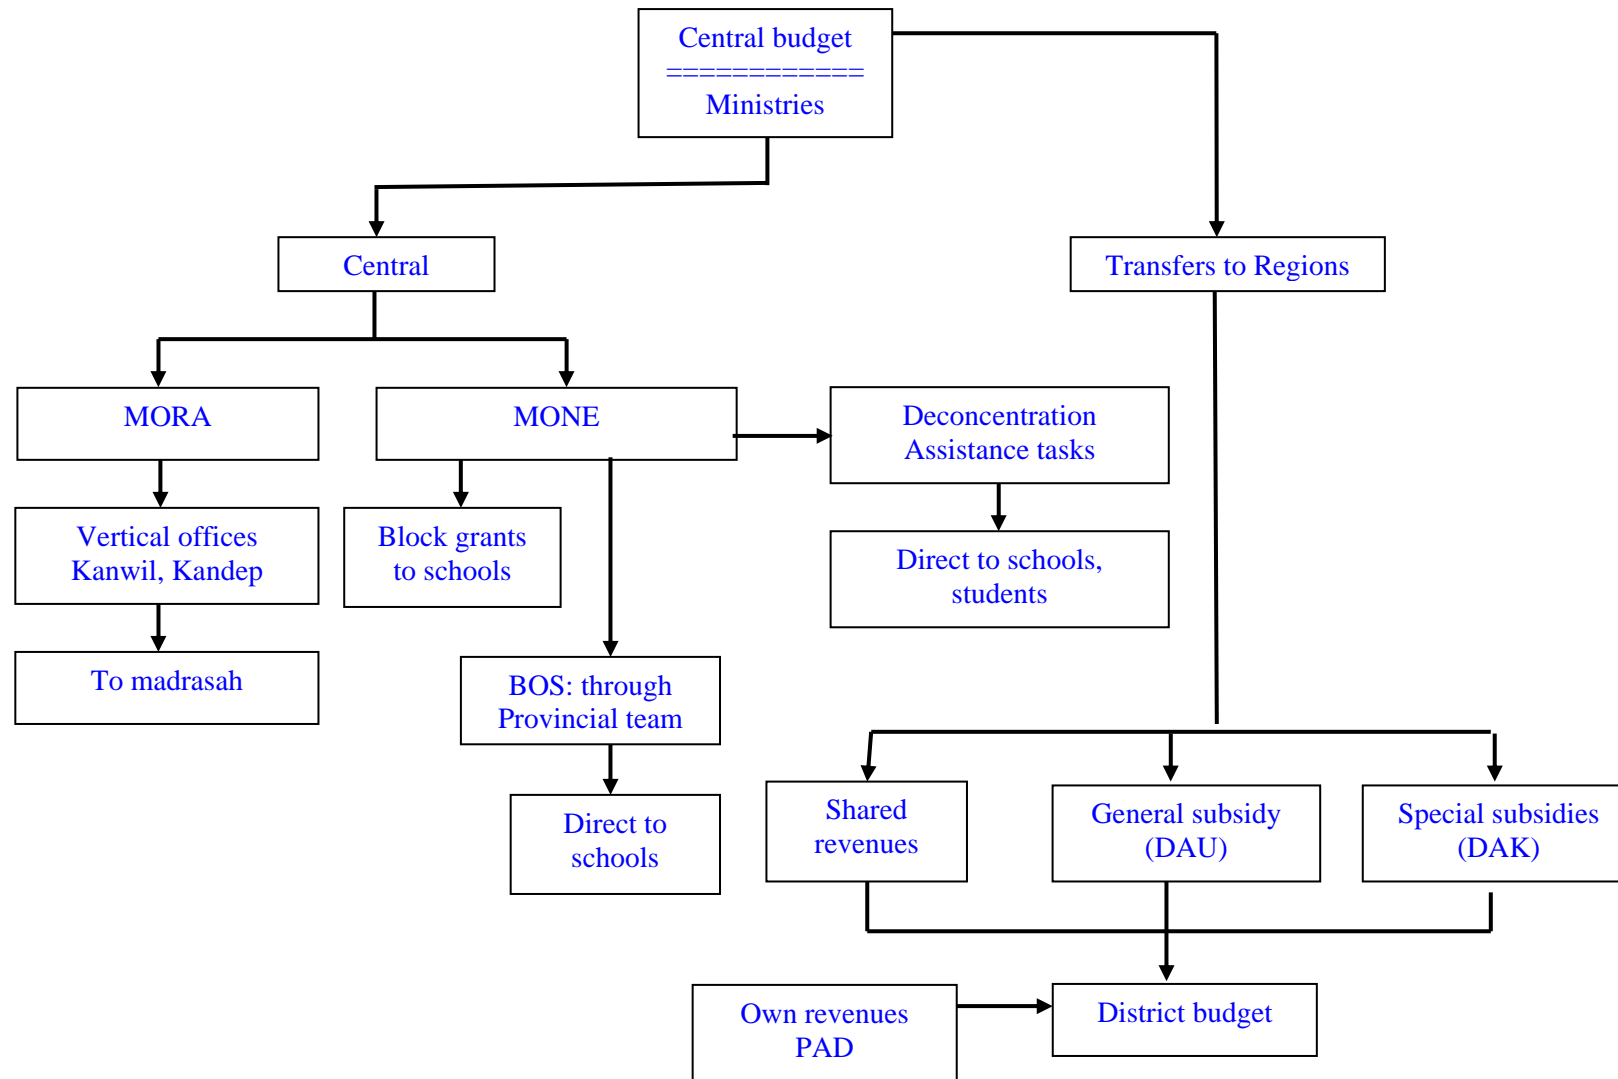 Central budget
============
Ministries
Central
Transfers to Regions
MORA
MONE
Deconcentration
Assistance tasks
Vertical offices
Kanwil, Kandep
Block grants
to schools
Direct to schools,
students
To madrasah
BOS: through
Provincial team
Direct to
schools
Shared
revenues
General subsidy
(DAU)
Special subsidies
(DAK)
Own revenues
PAD
District budget